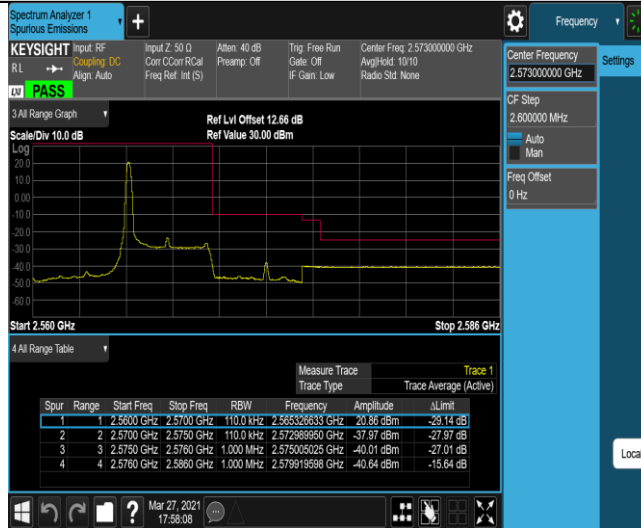 Spectrum Analyzer 1
Spurious Emissions
+
Frequency
KEYSIGHT Input: RF Input Z: 50 Ω Atten: 40 dB Trig: Free Run Center Freq: 2.573000000 GHz
RL Coupling: DC Corr CCorr RCal Preamp: Off Gate: Off Avg|Hold: 10/10
Align: Auto Freq Ref: Int (S) IF Gain: Low Radio Std: None
LXI PASS
Center Frequency
2.573000000 GHz
Settings
CF Step
2.600000 MHz
Auto
Man
Freq Offset
0 Hz
3 All Range Graph
Ref Lvl Offset 12.66 dB
Scale/Div 10.0 dB Ref Value 30.00 dBm
Log
20.0
10.0
0.00
-10.0
-20.0
-30.0
-40.0
-50.0
-60.0
Start 2.560 GHz Stop 2.586 GHz
4 All Range Table
Measure Trace Trace 1
Trace Type Trace Average (Active)
Spur Range Start Freq Stop Freq RBW Frequency Amplitude ΔLimit
1 1 2.5600 GHz 2.5700 GHz 110.0 kHz 2.565326633 GHz 20.86 dBm -29.14 dB
2 2 2.5700 GHz 2.5750 GHz 110.0 kHz 2.572989950 GHz -37.97 dBm -27.97 dB
3 3 2.5750 GHz 2.5760 GHz 1.000 MHz 2.575005025 GHz -40.01 dBm -27.01 dB
4 4 2.5760 GHz 2.5860 GHz 1.000 MHz 2.579919598 GHz -40.64 dBm -15.64 dB
Local
? Mar 27, 2021
17:58:08